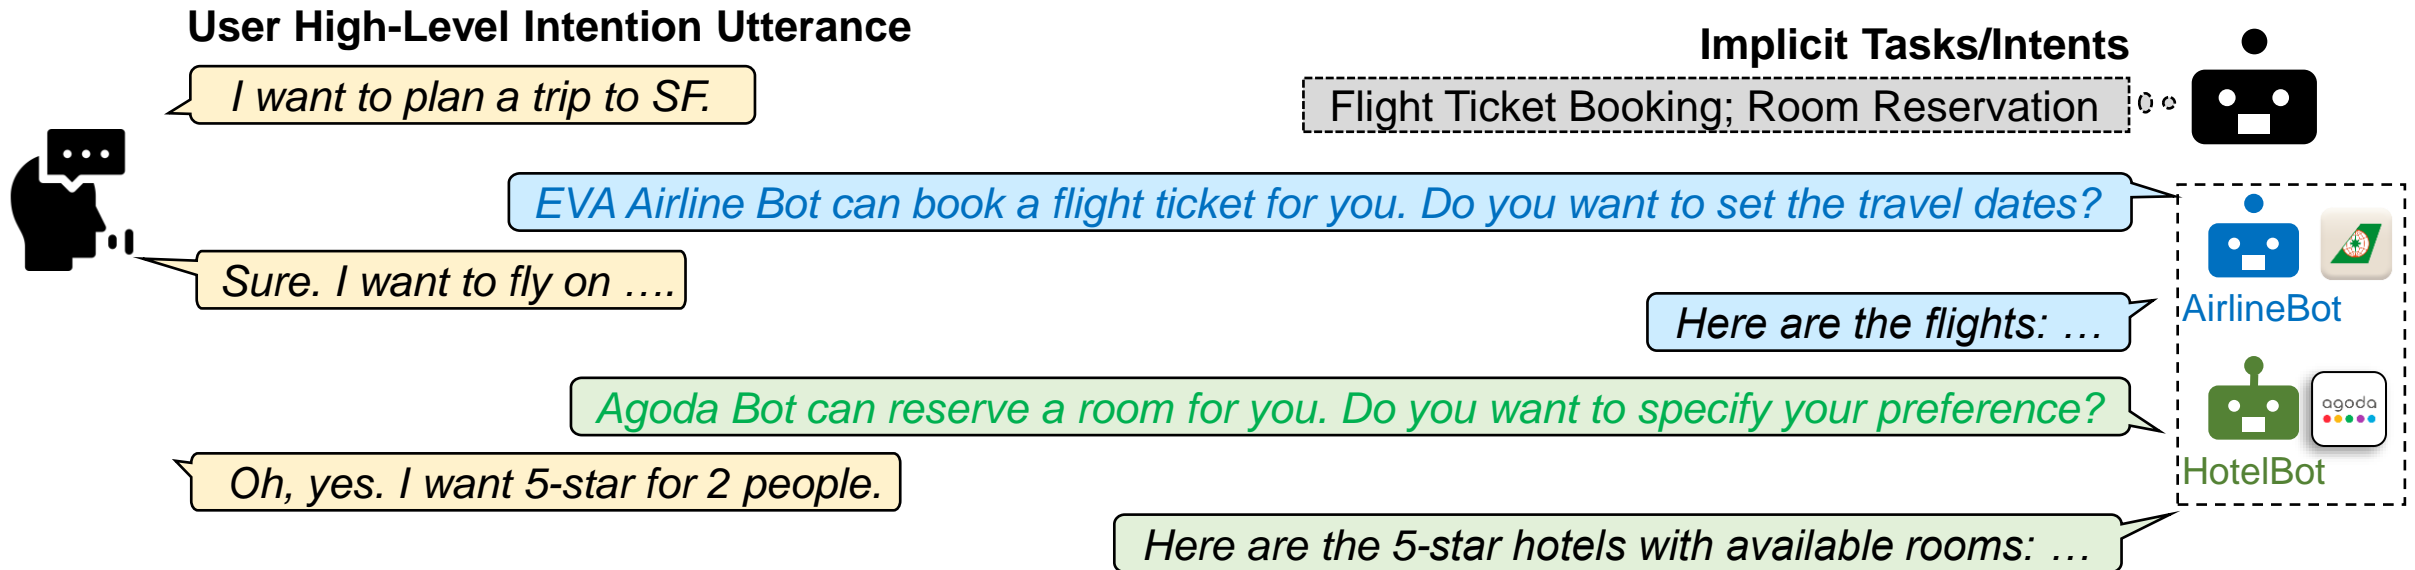 User High-Level Intention Utterance
Implicit Tasks/Intents
I want to plan a trip to SF.
Flight Ticket Booking; Room Reservation
EVA Airline Bot can book a flight ticket for you. Do you want to set the travel dates?
Sure. I want to fly on ….
AirlineBot
Here are the flights: …
Agoda Bot can reserve a room for you. Do you want to specify your preference?
agoda
HotelBot
Oh, yes. I want 5-star for 2 people.
Here are the 5-star hotels with available rooms: …